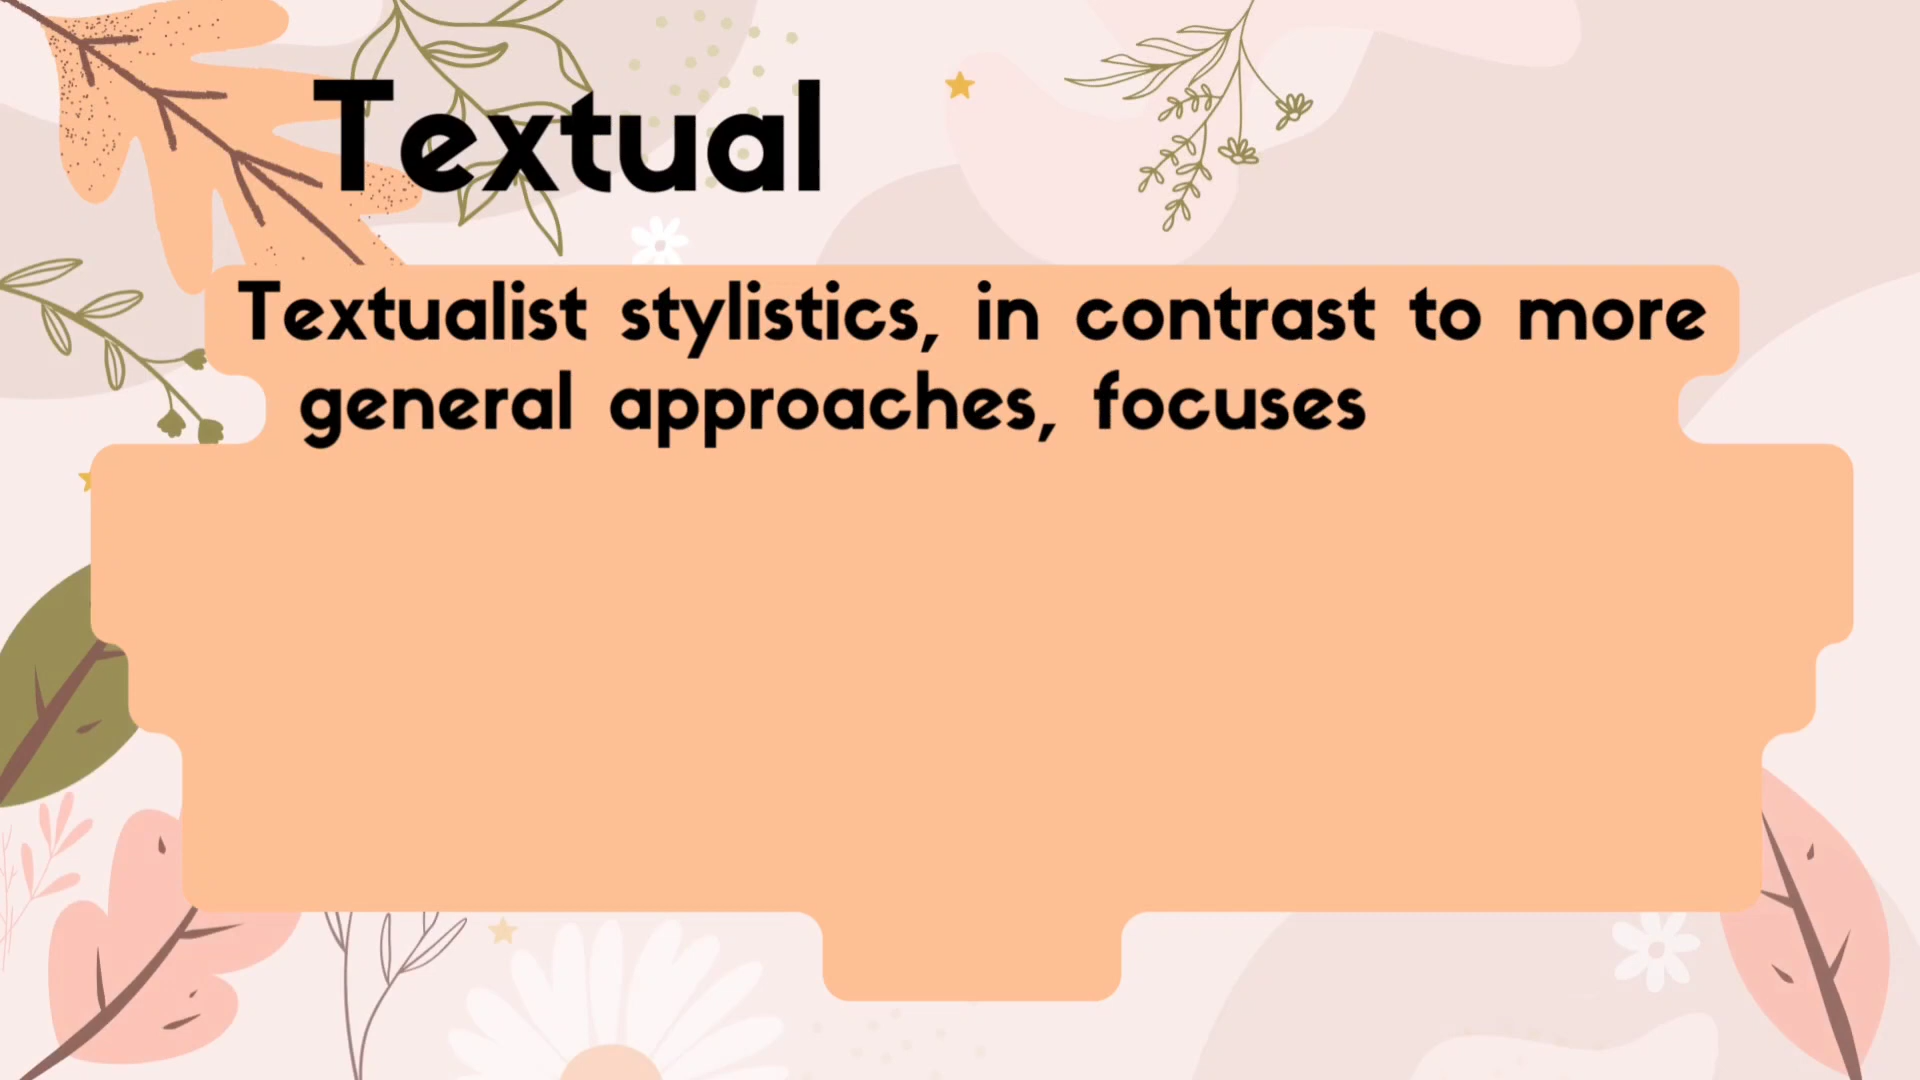 Textual
Textualist stylistics, in contrast to more
general approaches, focuses